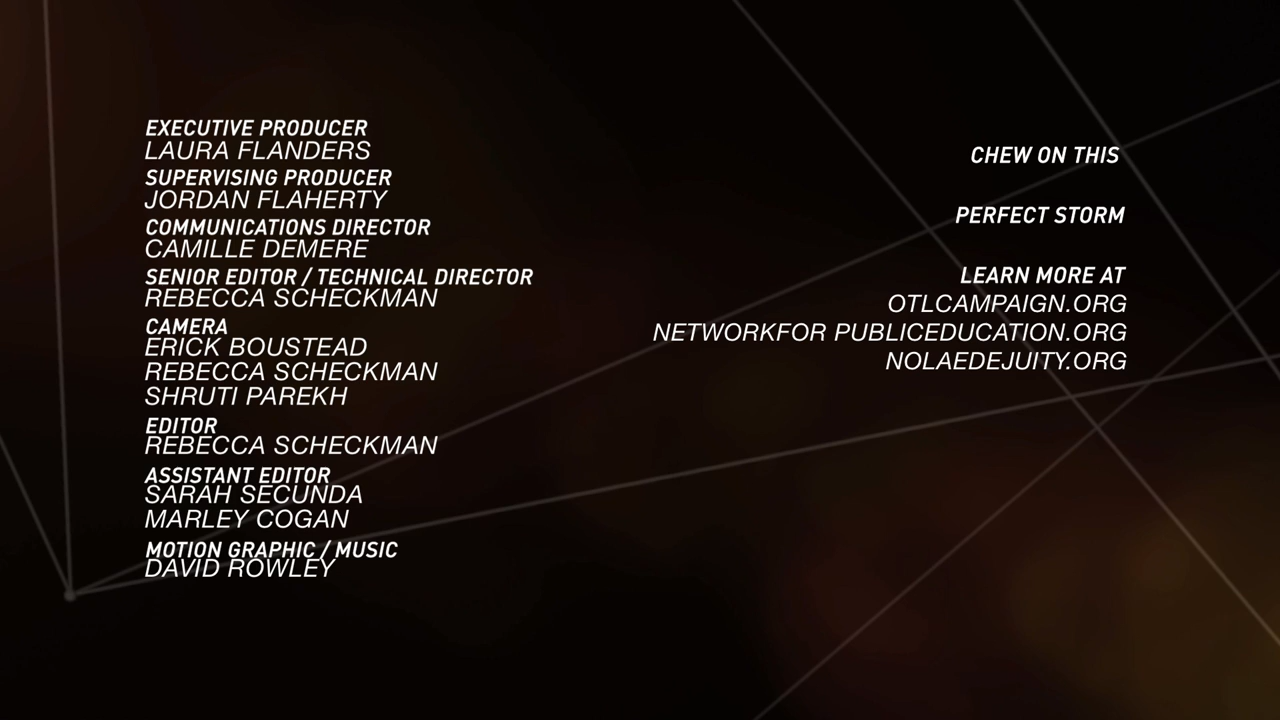 EXECUTIVE PRODUCER
LAURA FLANDERS
SUPERVISING PRODUCER
JORDAN FLAHERTY
COMMUNICATIONS DIRECTOR
CAMILLE DEMERE
SENIOR EDITOR / TECHNICAL DIRECTOR
REBECCA SCHECKMAN
CAMERA
ERICK BOUSTEAD
REBECCA SCHECKMAN
SHRUTI PAREKH
EDITOR
REBECCA SCHECKMAN
ASSISTANT EDITOR
SARAH SECUNDA
MARLEY COGAN
MOTION GRAPHIC / MUSIC
DAVID ROWLEY
CHEW ON THIS
PERFECT STORM
LEARN MORE AT
OTLCAMPAIGN.ORG
NETWORKFOR PUBLICEDUCATION.ORG
NOLAEDEJUITY.ORG